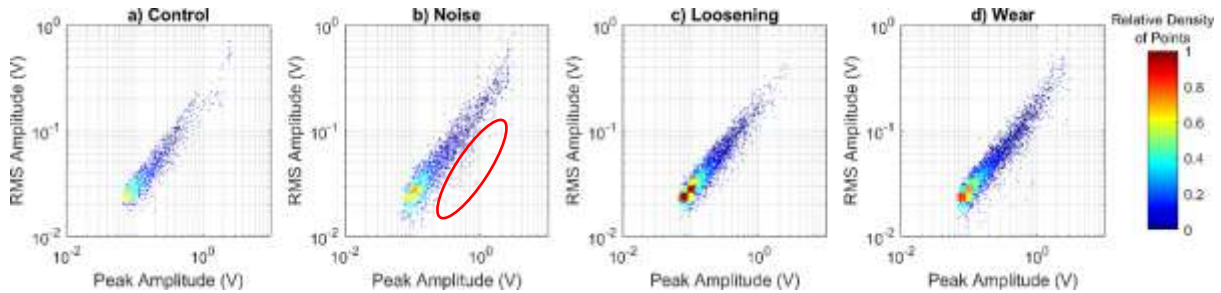 a) Control
b) Noise
c) Loosening
d) Wear
Relative Density
of Points
RMS Amplitude (V)
10⁰
10⁻¹
10⁻²
10⁻²
10⁰
Peak Amplitude (V)
RMS Amplitude (V)
10⁰
10⁻¹
10⁻²
10⁻²
10⁰
Peak Amplitude (V)
RMS Amplitude (V)
10⁰
10⁻¹
10⁻²
10⁻²
10⁰
Peak Amplitude (V)
RMS Amplitude (V)
10⁰
10⁻¹
10⁻²
10⁻²
10⁰
Peak Amplitude (V)
1
0.8
0.6
0.4
0.2
0